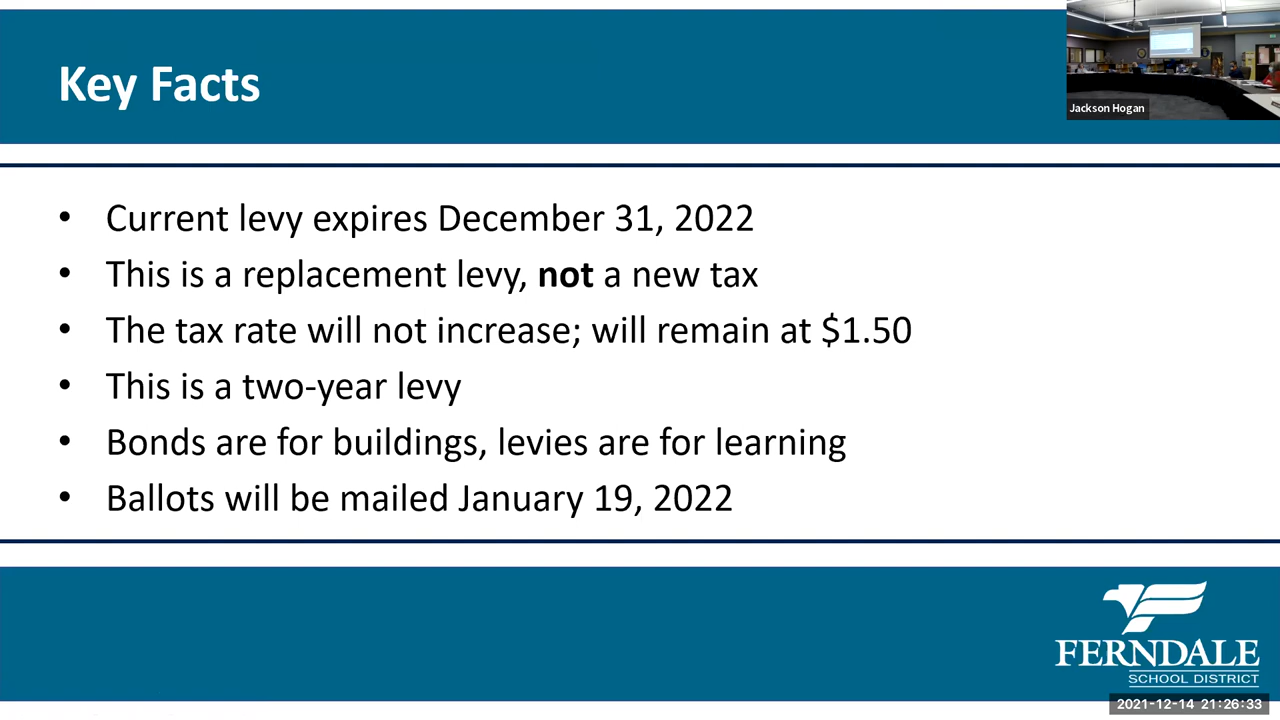 Key Facts
Jackson Hogan
• Current levy expires December 31, 2022
• This is a replacement levy, not a new tax
• The tax rate will not increase; will remain at $1.50
• This is a two-year levy
• Bonds are for buildings, levies are for learning
• Ballots will be mailed January 19, 2022
FERNDALE
SCHOOL DISTRICT
2021-12-14 21:26:33